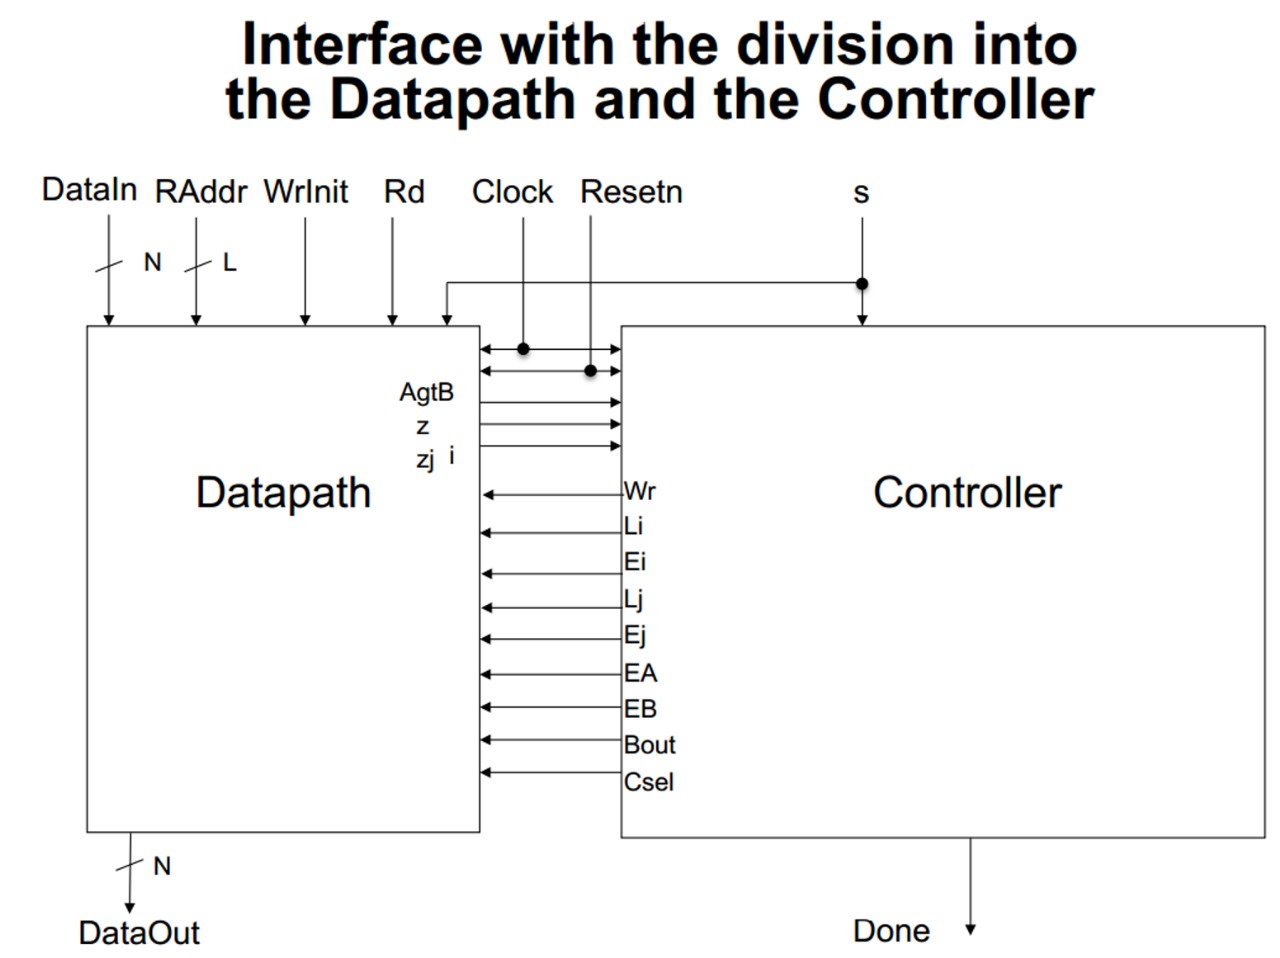 Interface with the division into
the Datapath and the Controller
DataIn RAddr WrInit Rd Clock Resetn s
N L
AgtB
z
zj i
Datapath
Controller
Wr
Li
Ei
Lj
Ej
EA
EB
Bout
Csel
N
DataOut
Done